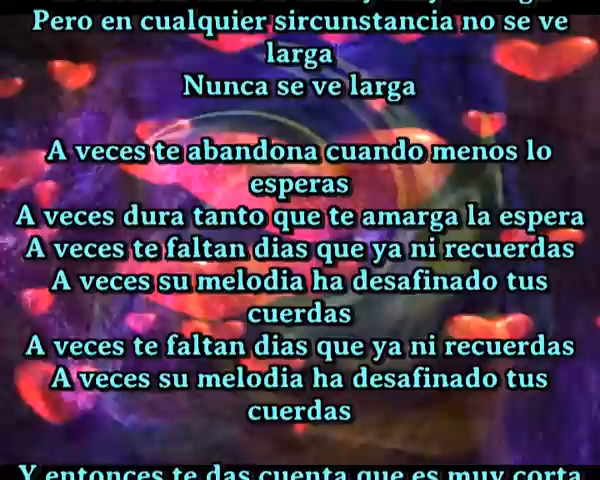 Pero en cualquier sircunstancia no se ve
larga
Nunca se ve larga
A veces te abandona cuando menos lo
esperas
A veces dura tanto que te amarga la espera
A veces te faltan dias que ya ni recuerdas
A veces su melodia ha desafinado tus
cuerdas
A veces te faltan dias que ya ni recuerdas
A veces su melodia ha desafinado tus
cuerdas
Y entonces te das cuenta que es muy corta